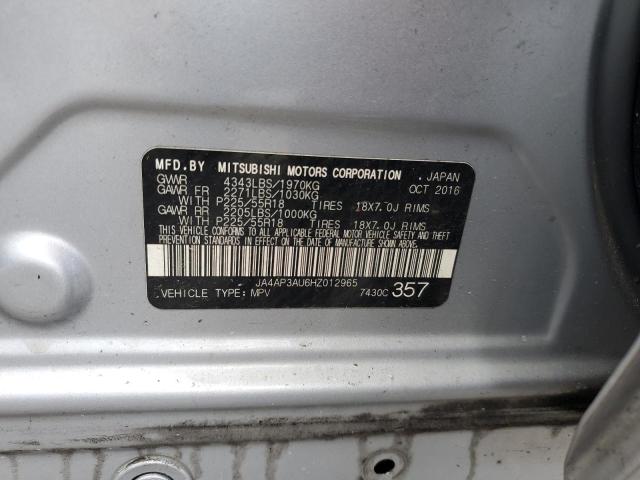 MFD.BY MITSUBISHI MOTORS CORPORATION . JAPAN
GVWR 4343LBS/1970KG OCT 2016
GAWR FR 2271LBS/1030KG
WITH P225/55R18 TIRES 18X7.0J RIMS
GAWR RR 2205LBS/1000KG
WITH P225/55R18 TIRES 18X7.0J RIMS
THIS VEHICLE CONFORMS TO ALL APPLICABLE FEDERAL MOTOR VEHICLE SAFETY AND THEFT
PREVENTION STANDARDS IN EFFECT ON THE DATE OF MANUFACTURE SHOWN ABOVE.
JA4AP3AU6HZ012965
VEHICLE TYPE: MPV 7430C 357